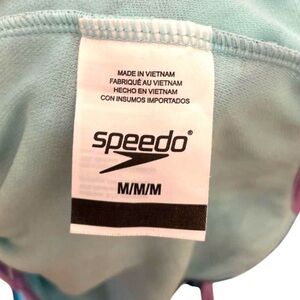 MADE IN VIETNAM
FABRIQUÉ AU VIETNAM
HECHO EN VIETNAM
CON INSUMOS IMPORTADOS
speedo®
M/M/M